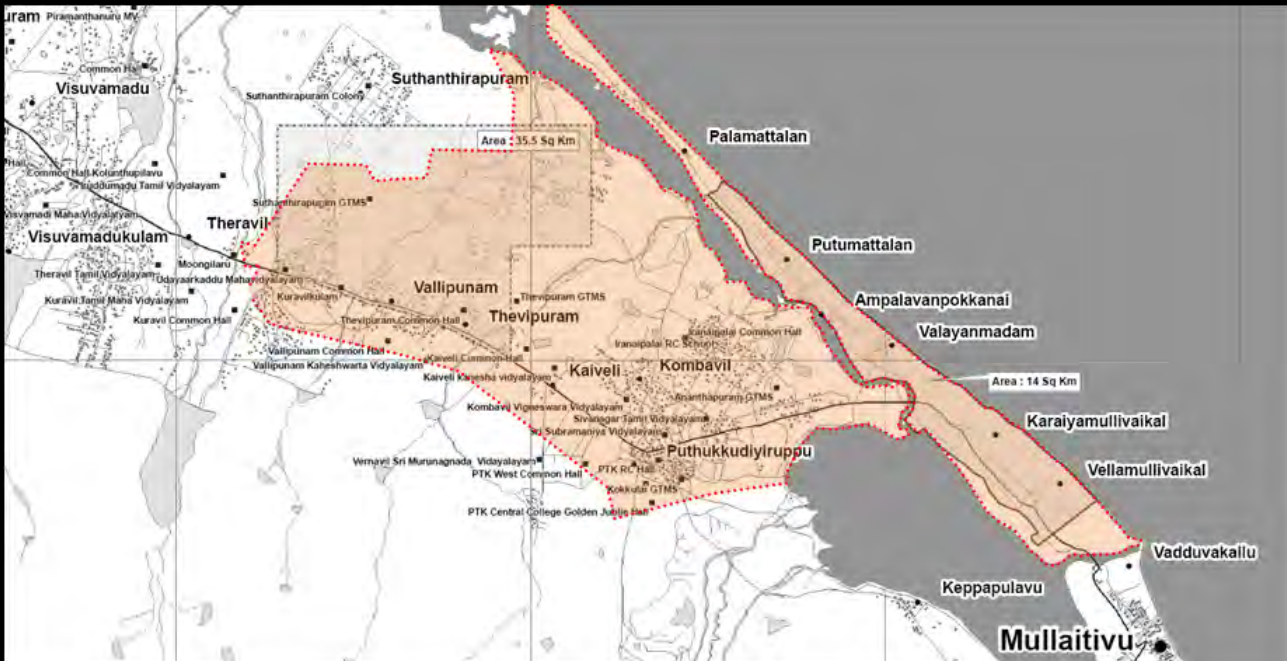 uram
Piramanthanuru MV
Common Hall
Visuvamadu
Suthanthirapuram
Suthanthirapuram Colony
Area : 35.5 Sq Km
Palamattalan
Hall
Common Hall Kolunthupilavu
Iruddumadu Tamil Vidyalayam
Suthanthirapuram GTMS
Visvamadi Maha Vidyalatyam
Theravil
Visuvamadukulam
Putumattalan
Moongilaru
Theravil Tamil Vidyalayam
Udayaarkaddu Mahavidyalayam
Kuravilkulam
Vallipunam
Ampalavanpokkanai
Kuravil Tamil Maha Vidyalayam
Thevipuram GTMS
Kuravil Common Hall
Thevipuram Common Hall
Thevipuram
Valayanmadam
Iranaipalai Common Hall
Iranaipalai RC School
Vallipunam Common Hall
Kaiveli Common Hall
Vallipunam Kaheshwarta Vidyalayam
Kaiveli
Kombavil
Kaiveli Kanesha vidyalayam
Area : 14 Sq Km
Ananthapuram GTMS
Kombavil Vigneswara Vidyalayam
Sivanagar Tamil Vidyalayam
Karaiyamullivaikal
Sri Subramaniya Vidyalayam
Puthukkudiyiruppu
Vernavil Sri Murunagnada Vidayalayam
PTK RC Hall
PTK West Common Hall
Vellamullivaikal
Kokkulai GTMS
PTK Central College Golden Jubile Hall
Vadduvakallu
Keppapulavu
Mullaitivu